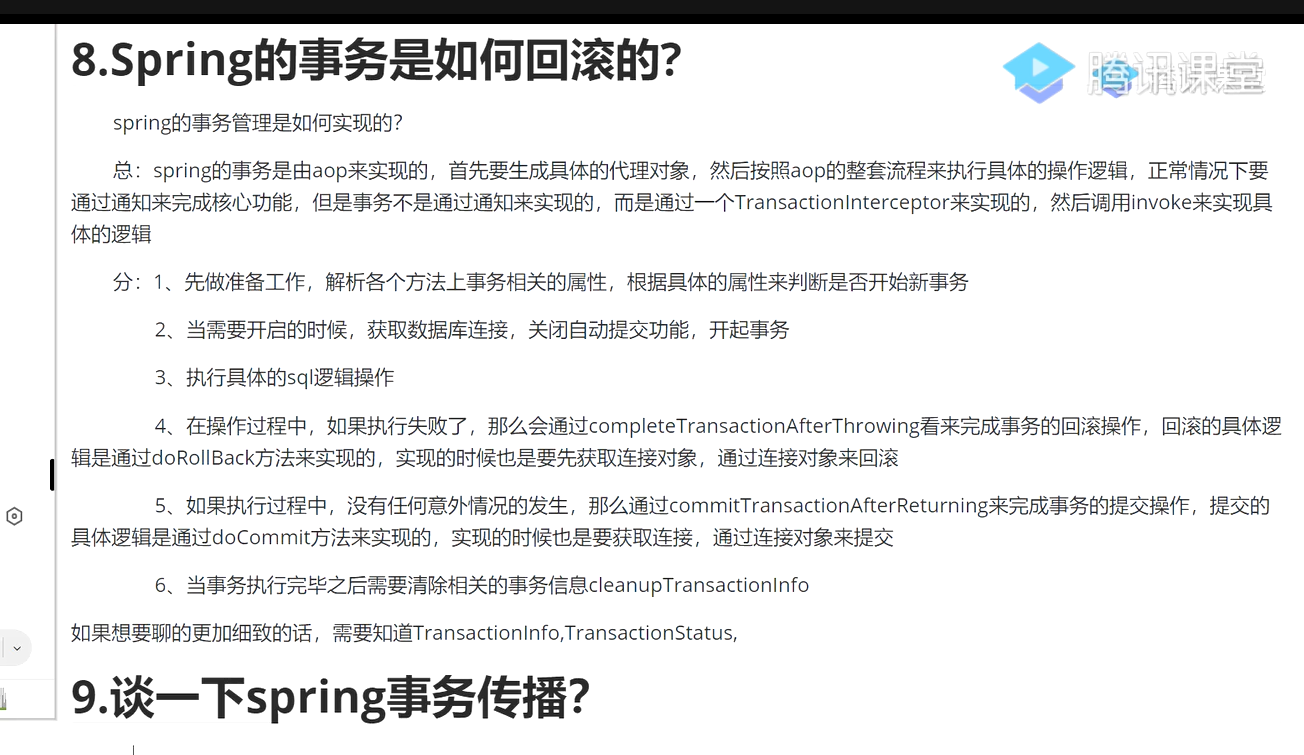 8.Spring的事务是如何回滚的?
腾讯课堂
spring的事务管理是如何实现的？
总：spring的事务是由aop来实现的，首先要生成具体的代理对象，然后按照aop的整套流程来执行具体的操作逻辑，正常情况下要
通过通知来完成核心功能，但是事务不是通过通知来实现的，而是通过一个TransactionInterceptor来实现的，然后调用invoke来实现具
体的逻辑
分：1、先做准备工作，解析各个方法上事务相关的属性，根据具体的属性来判断是否开始新事务
2、当需要开启的时候，获取数据库连接，关闭自动提交功能，开起事务
3、执行具体的sql逻辑操作
4、在操作过程中，如果执行失败了，那么会通过completeTransactionAfterThrowing看来完成事务的回滚操作，回滚的具体逻
辑是通过doRollBack方法来实现的，实现的时候也是要先获取连接对象，通过连接对象来回滚
5、如果执行过程中，没有任何意外情况的发生，那么通过commitTransactionAfterReturning来完成事务的提交操作，提交的
具体逻辑是通过doCommit方法来实现的，实现的时候也是要获取连接，通过连接对象来提交
6、当事务执行完毕之后需要清除相关的事务信息cleanupTransactionInfo
如果想要聊的更加细致的话，需要知道TransactionInfo,TransactionStatus,
9.谈一下spring事务传播？